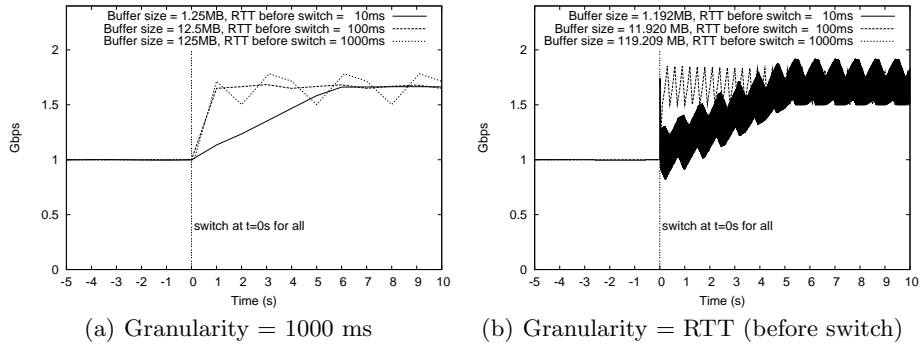 Buffer size = 1.25MB, RTT before switch = 10ms
Buffer size = 12.5MB, RTT before switch = 100ms
Buffer size = 125MB, RTT before switch = 1000ms
2
1.5
1
0.5
0
Gbps
switch at t=0s for all
-5 -4 -3 -2 -1 0 1 2 3 4 5 6 7 8 9 10
Time (s)
(a) Granularity = 1000 ms
Buffer size = 1.192MB, RTT before switch = 10ms
Buffer size = 11.920 MB, RTT before switch = 100ms
Buffer size = 119.209 MB, RTT before switch = 1000ms
2
1.5
1
0.5
0
Gbps
switch at t=0s for all
-5 -4 -3 -2 -1 0 1 2 3 4 5 6 7 8 9 10
Time (s)
(b) Granularity = RTT (before switch)